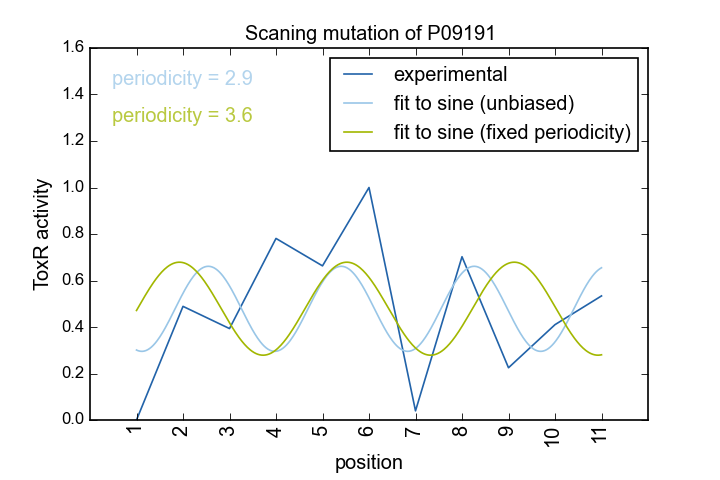 Scaning mutation of P09191
1.6
1.4
1.2
1.0
0.8
0.6
0.4
0.2
0.0
ToxR activity
periodicity = 2.9
periodicity = 3.6
experimental
fit to sine (unbiased)
fit to sine (fixed periodicity)
1 2 3 4 5 6 7 8 9 10 11
position